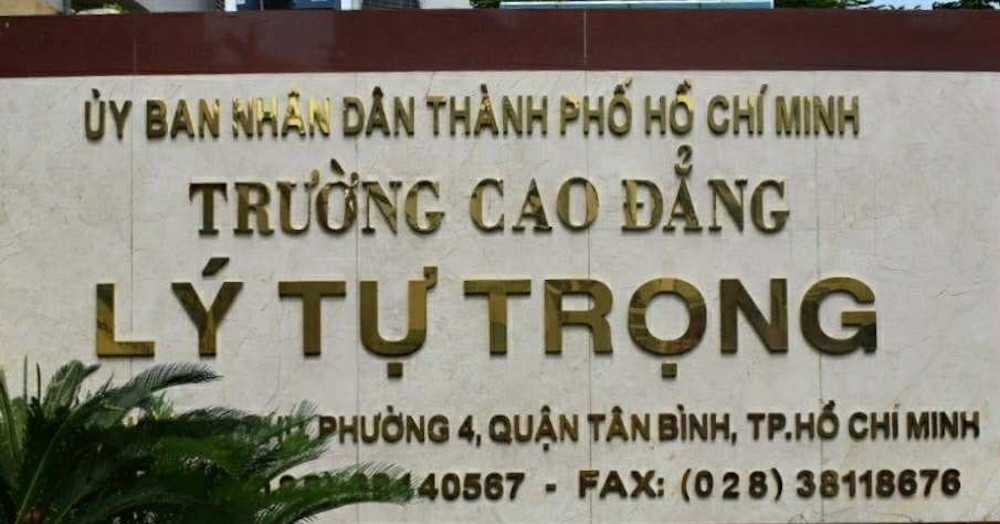 ỦY BAN NHÂN DÂN THÀNH PHỐ HỒ CHÍ MINH
TRƯỜNG CAO ĐẲNG
LÝ TỰ TRỌNG
PHƯỜNG 4, QUẬN TÂN BÌNH, TP.HỒ CHÍ MINH
- FAX: (028) 38118676